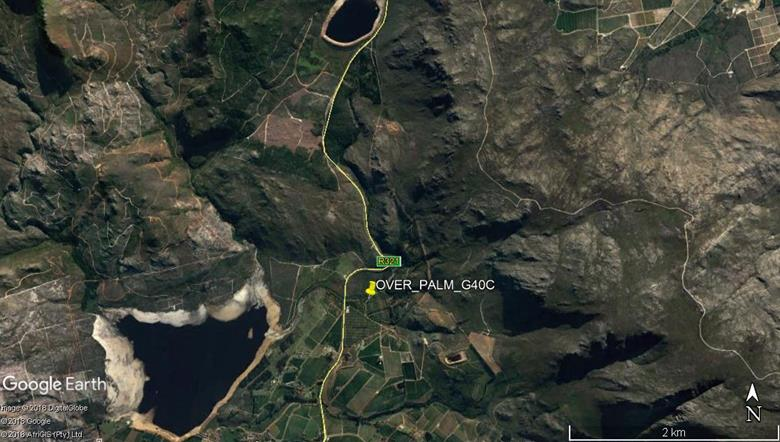 R321
OVER_PALM_G40C
Google Earth
Image © 2018 DigitalGlobe
© 2018 Google
© 2018 AfriGIS (Pty) Ltd.
N
2 km